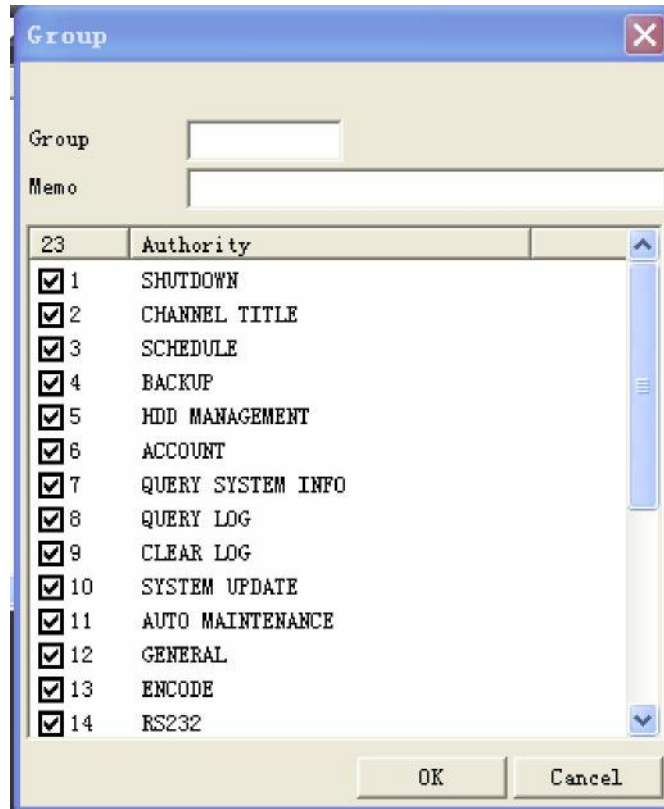 Group
Group
Memo
23 Authority
1 SHUTDOWN
2 CHANNEL TITLE
3 SCHEDULE
4 BACKUP
5 HDD MANAGEMENT
6 ACCOUNT
7 QUERY SYSTEM INFO
8 QUERY LOG
9 CLEAR LOG
10 SYSTEM UPDATE
11 AUTO MAINTENANCE
12 GENERAL
13 ENCODE
14 RS232
OK Cancel